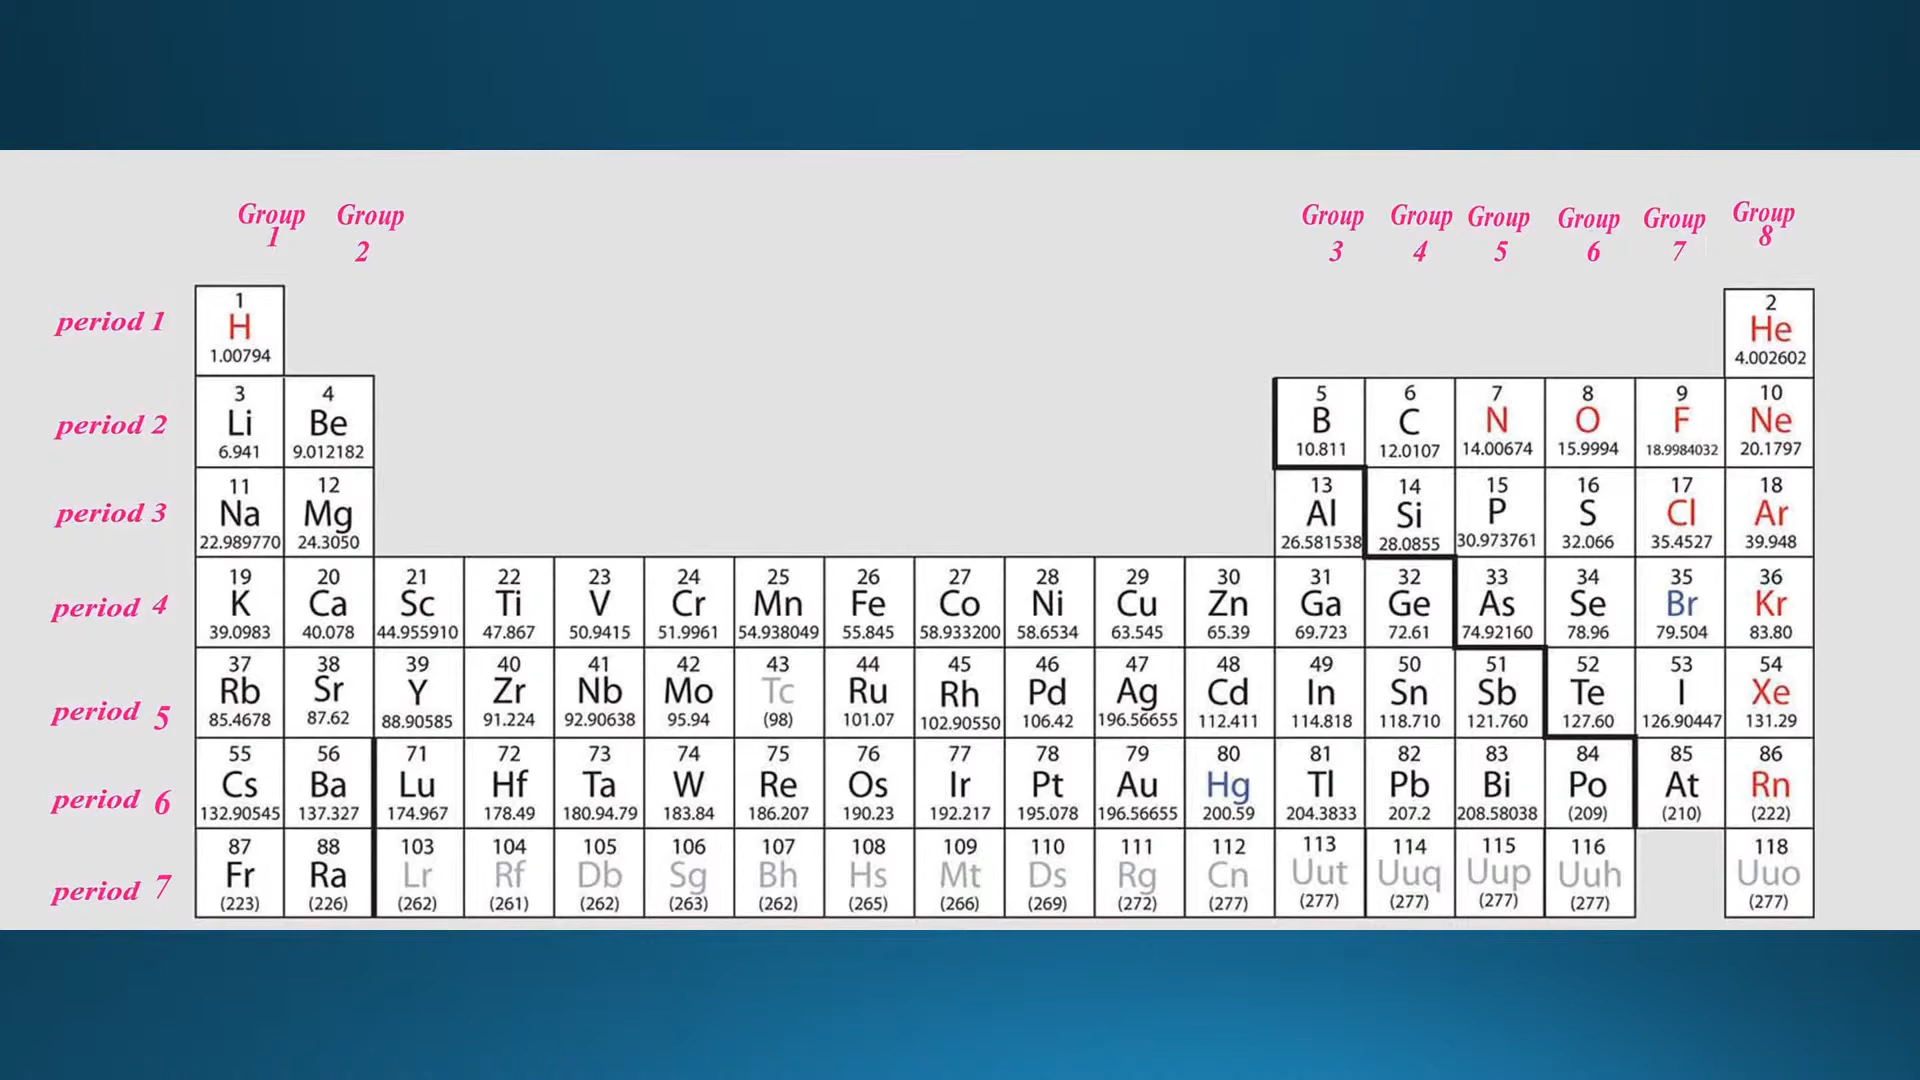 Group Group Group Group Group Group Group Group
1 2 3 4 5 6 7 8
period 1
1 2
H He
1.00794 4.002602
period 2
3 4 5 6 7 8 9 10
Li Be B C N O F Ne
6.941 9.012182 10.811 12.0107 14.00674 15.9994 18.9984032 20.1797
period 3
11 12 13 14 15 16 17 18
Na Mg Al Si P S Cl Ar
22.989770 24.3050 26.581538 28.0855 30.973761 32.066 35.4527 39.948
period 4
19 20 21 22 23 24 25 26 27 28 29 30 31 32 33 34 35 36
K Ca Sc Ti V Cr Mn Fe Co Ni Cu Zn Ga Ge As Se Br Kr
39.0983 40.078 44.955910 47.867 50.9415 51.9961 54.938049 55.845 58.933200 58.6534 63.545 65.39 69.723 72.61 74.92160 78.96 79.504 83.80
period 5
37 38 39 40 41 42 43 44 45 46 47 48 49 50 51 52 53 54
Rb Sr Y Zr Nb Mo Tc Ru Rh Pd Ag Cd In Sn Sb Te I Xe
85.4678 87.62 88.90585 91.224 92.90638 95.94 (98) 101.07 102.90550 106.42 196.56655 112.411 114.818 118.710 121.760 127.60 126.90447 131.29
period 6
55 56 71 72 73 74 75 76 77 78 79 80 81 82 83 84 85 86
Cs Ba Lu Hf Ta W Re Os Ir Pt Au Hg Tl Pb Bi Po At Rn
132.90545 137.327 174.967 178.49 180.94.79 183.84 186.207 190.23 192.217 195.078 196.56655 200.59 204.3833 207.2 208.58038 (209) (210) (222)
period 7
87 88 103 104 105 106 107 108 109 110 111 112 113 114 115 116 118
Fr Ra Lr Rf Db Sg Bh Hs Mt Ds Rg Cn Uut Uuq Uup Uuh Uuo
(223) (226) (262) (261) (262) (263) (262) (265) (266) (269) (272) (277) (277) (277) (277) (277) (277)